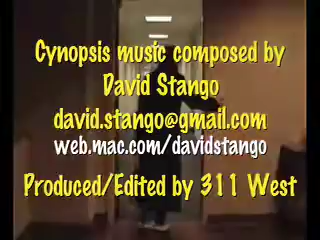 Cynopsis music composed by
David Stango
david.stango@gmail.com
web.mac.com/davidstango
Produced/Edited by 311 West